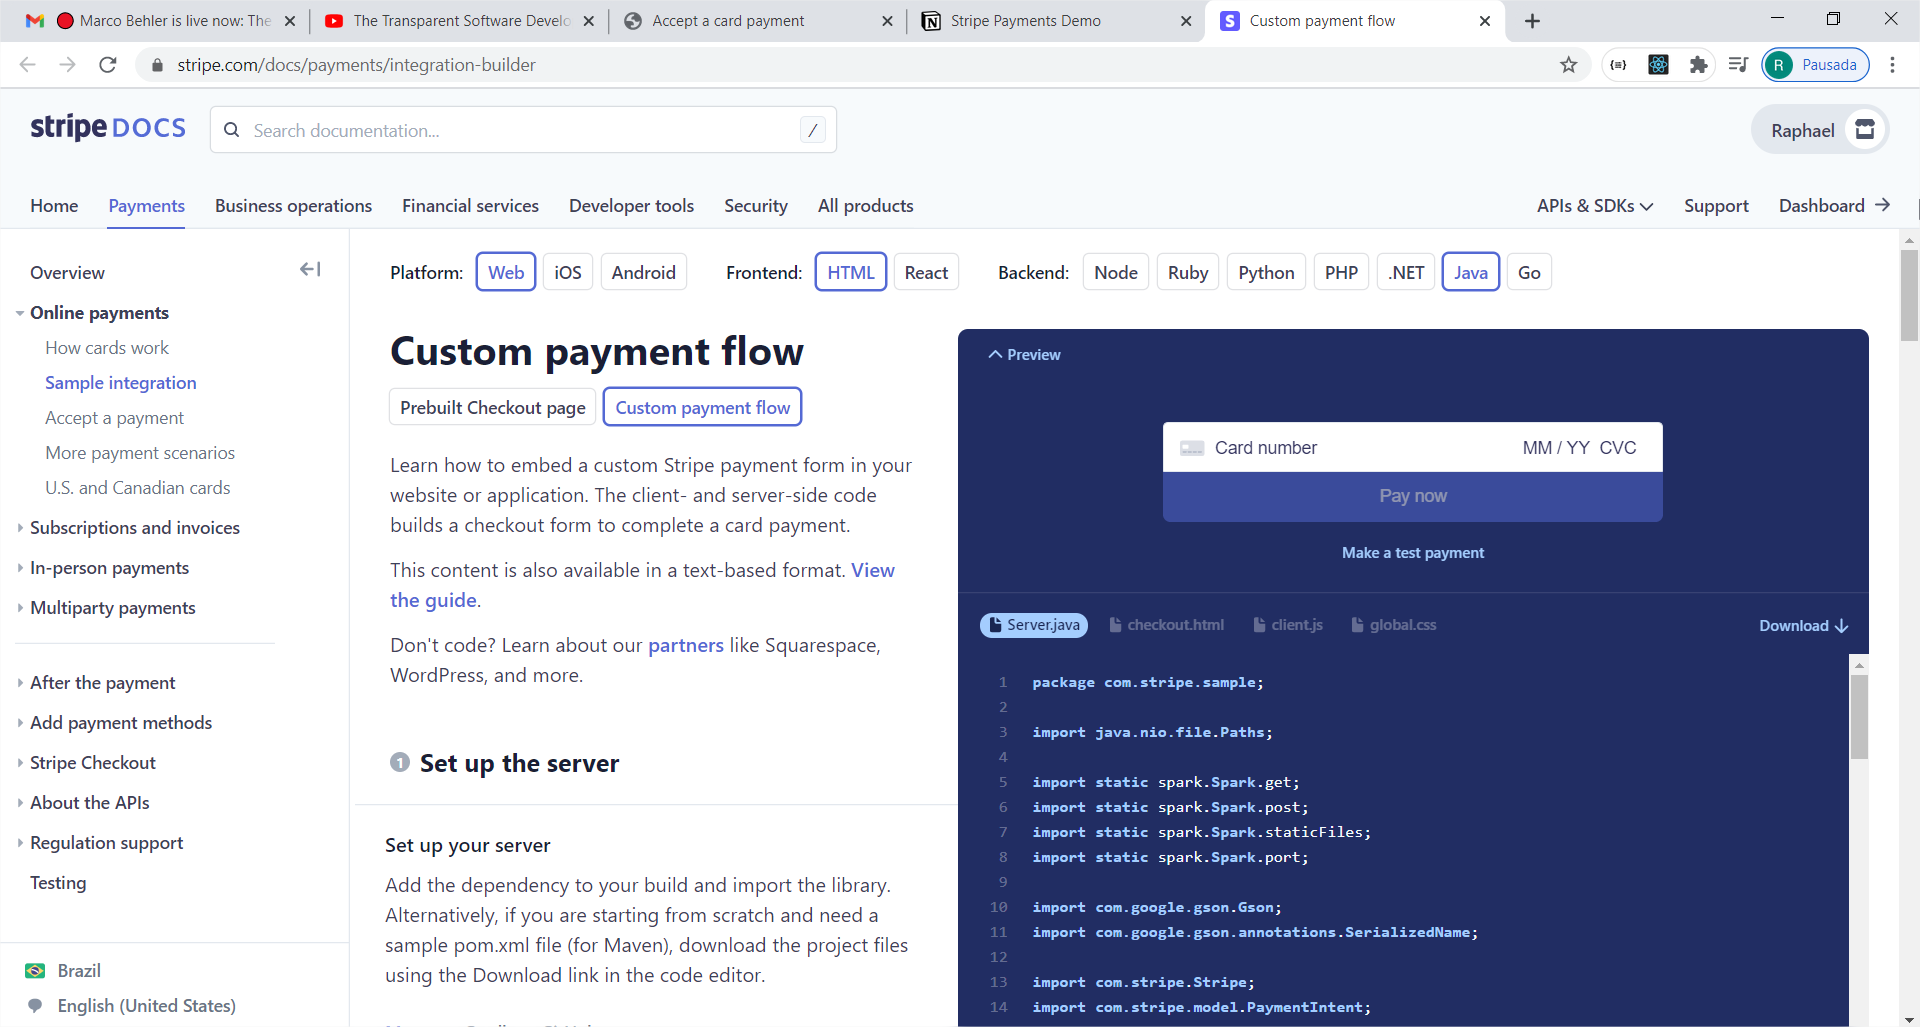 Marco Behler is live now: The
The Transparent Software Develo
Accept a card payment
Stripe Payments Demo
Custom payment flow
stripe.com/docs/payments/integration-builder
R Pausada
stripe DOCS
Search documentation...
/
Raphael
Home
Payments
Business operations
Financial services
Developer tools
Security
All products
APIs & SDKs
Support
Dashboard
Overview
Online payments
How cards work
Sample integration
Accept a payment
More payment scenarios
U.S. and Canadian cards
Subscriptions and invoices
In-person payments
Multiparty payments
After the payment
Add payment methods
Stripe Checkout
About the APIs
Regulation support
Testing
Brazil
English (United States)
Platform: Web iOS Android
Frontend: HTML React
Backend: Node Ruby Python PHP .NET Java Go
Custom payment flow
Prebuilt Checkout page
Custom payment flow
Learn how to embed a custom Stripe payment form in your
website or application. The client- and server-side code
builds a checkout form to complete a card payment.
This content is also available in a text-based format. View
the guide.
Don't code? Learn about our partners like Squarespace,
WordPress, and more.
1 Set up the server
Set up your server
Add the dependency to your build and import the library.
Alternatively, if you are starting from scratch and need a
sample pom.xml file (for Maven), download the project files
using the Download link in the code editor.
Preview
Card number MM / YY CVC
Pay now
Make a test payment
Server.java
checkout.html
client.js
global.css
Download
1 package com.stripe.sample;
2
3 import java.nio.file.Paths;
4
5 import static spark.Spark.get;
6 import static spark.Spark.post;
7 import static spark.Spark.staticFiles;
8 import static spark.Spark.port;
9
10 import com.google.gson.Gson;
11 import com.google.gson.annotations.SerializedName;
12
13 import com.stripe.Stripe;
14 import com.stripe.model.PaymentIntent;